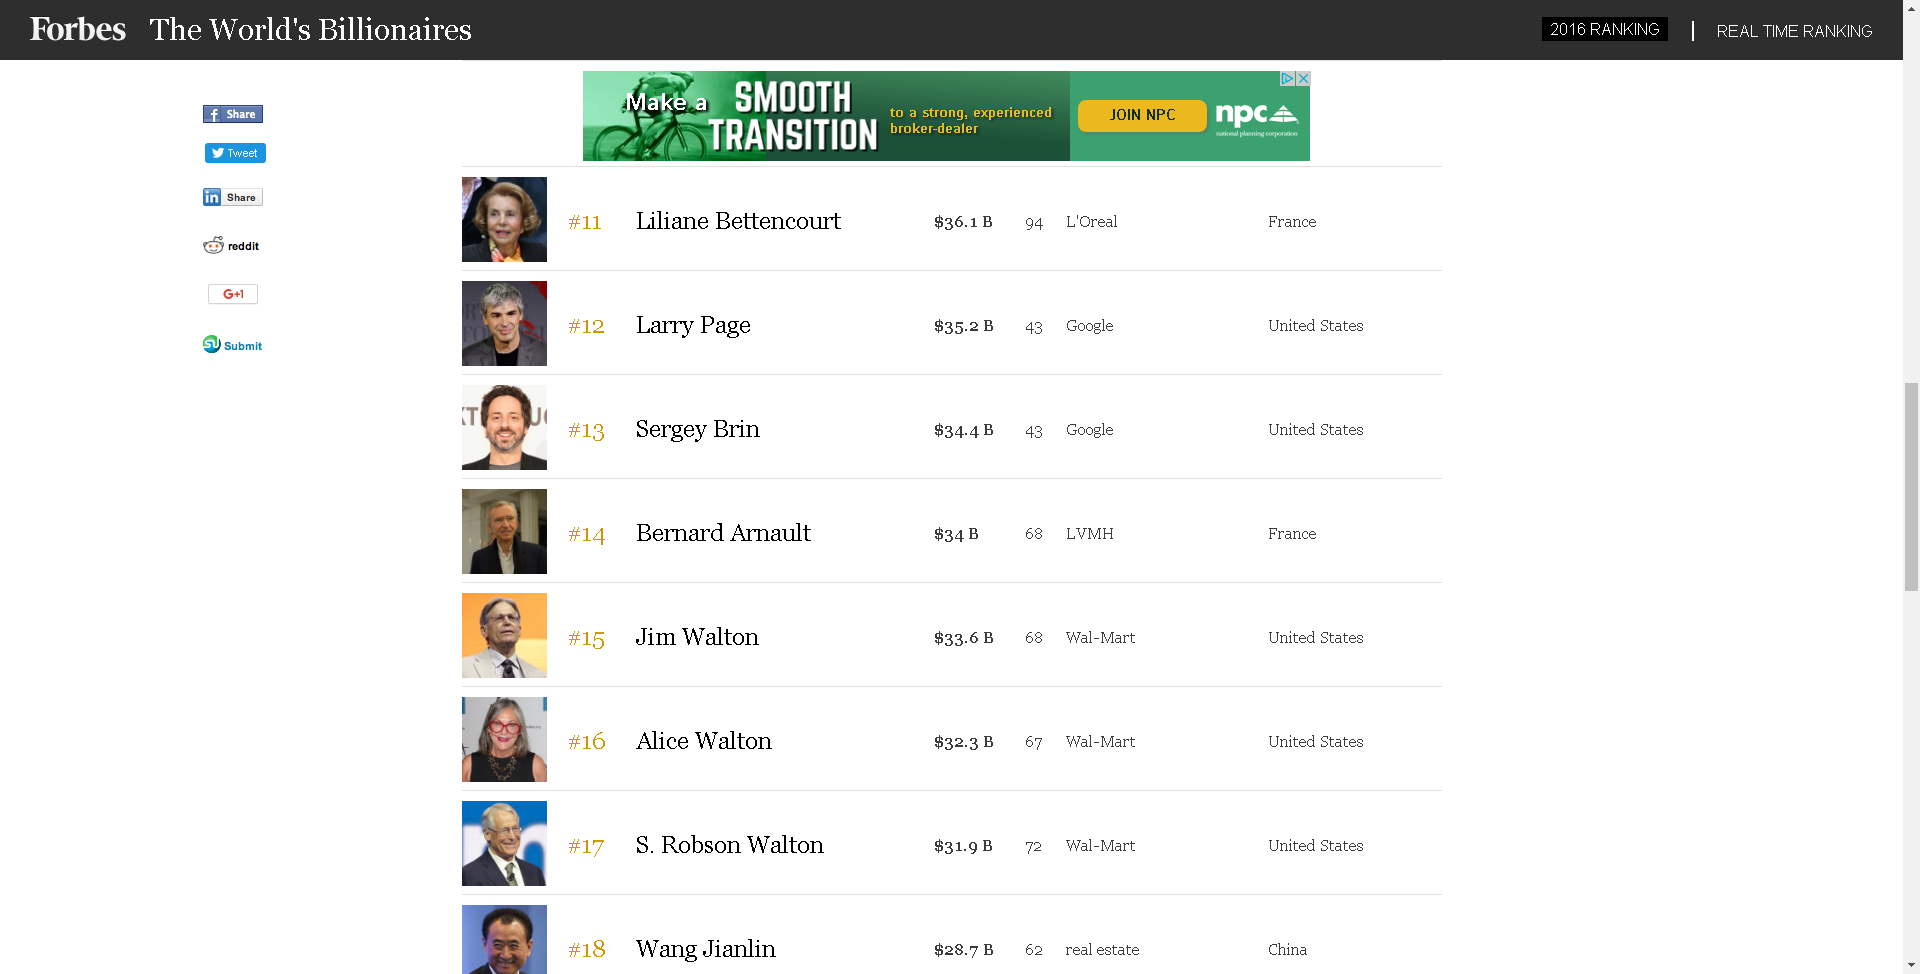 Forbes The World's Billionaires 2016 RANKING | REAL TIME RANKING
Make a SMOOTH TRANSITION to a strong, experienced broker-dealer JOIN NPC npc national planning corporation
f Share
Tweet
in Share
reddit
G+1
Submit
#11 Liliane Bettencourt $36.1 B 94 L'Oreal France
#12 Larry Page $35.2 B 43 Google United States
#13 Sergey Brin $34.4 B 43 Google United States
#14 Bernard Arnault $34 B 68 LVMH France
#15 Jim Walton $33.6 B 68 Wal-Mart United States
#16 Alice Walton $32.3 B 67 Wal-Mart United States
#17 S. Robson Walton $31.9 B 72 Wal-Mart United States
#18 Wang Jianlin $28.7 B 62 real estate China